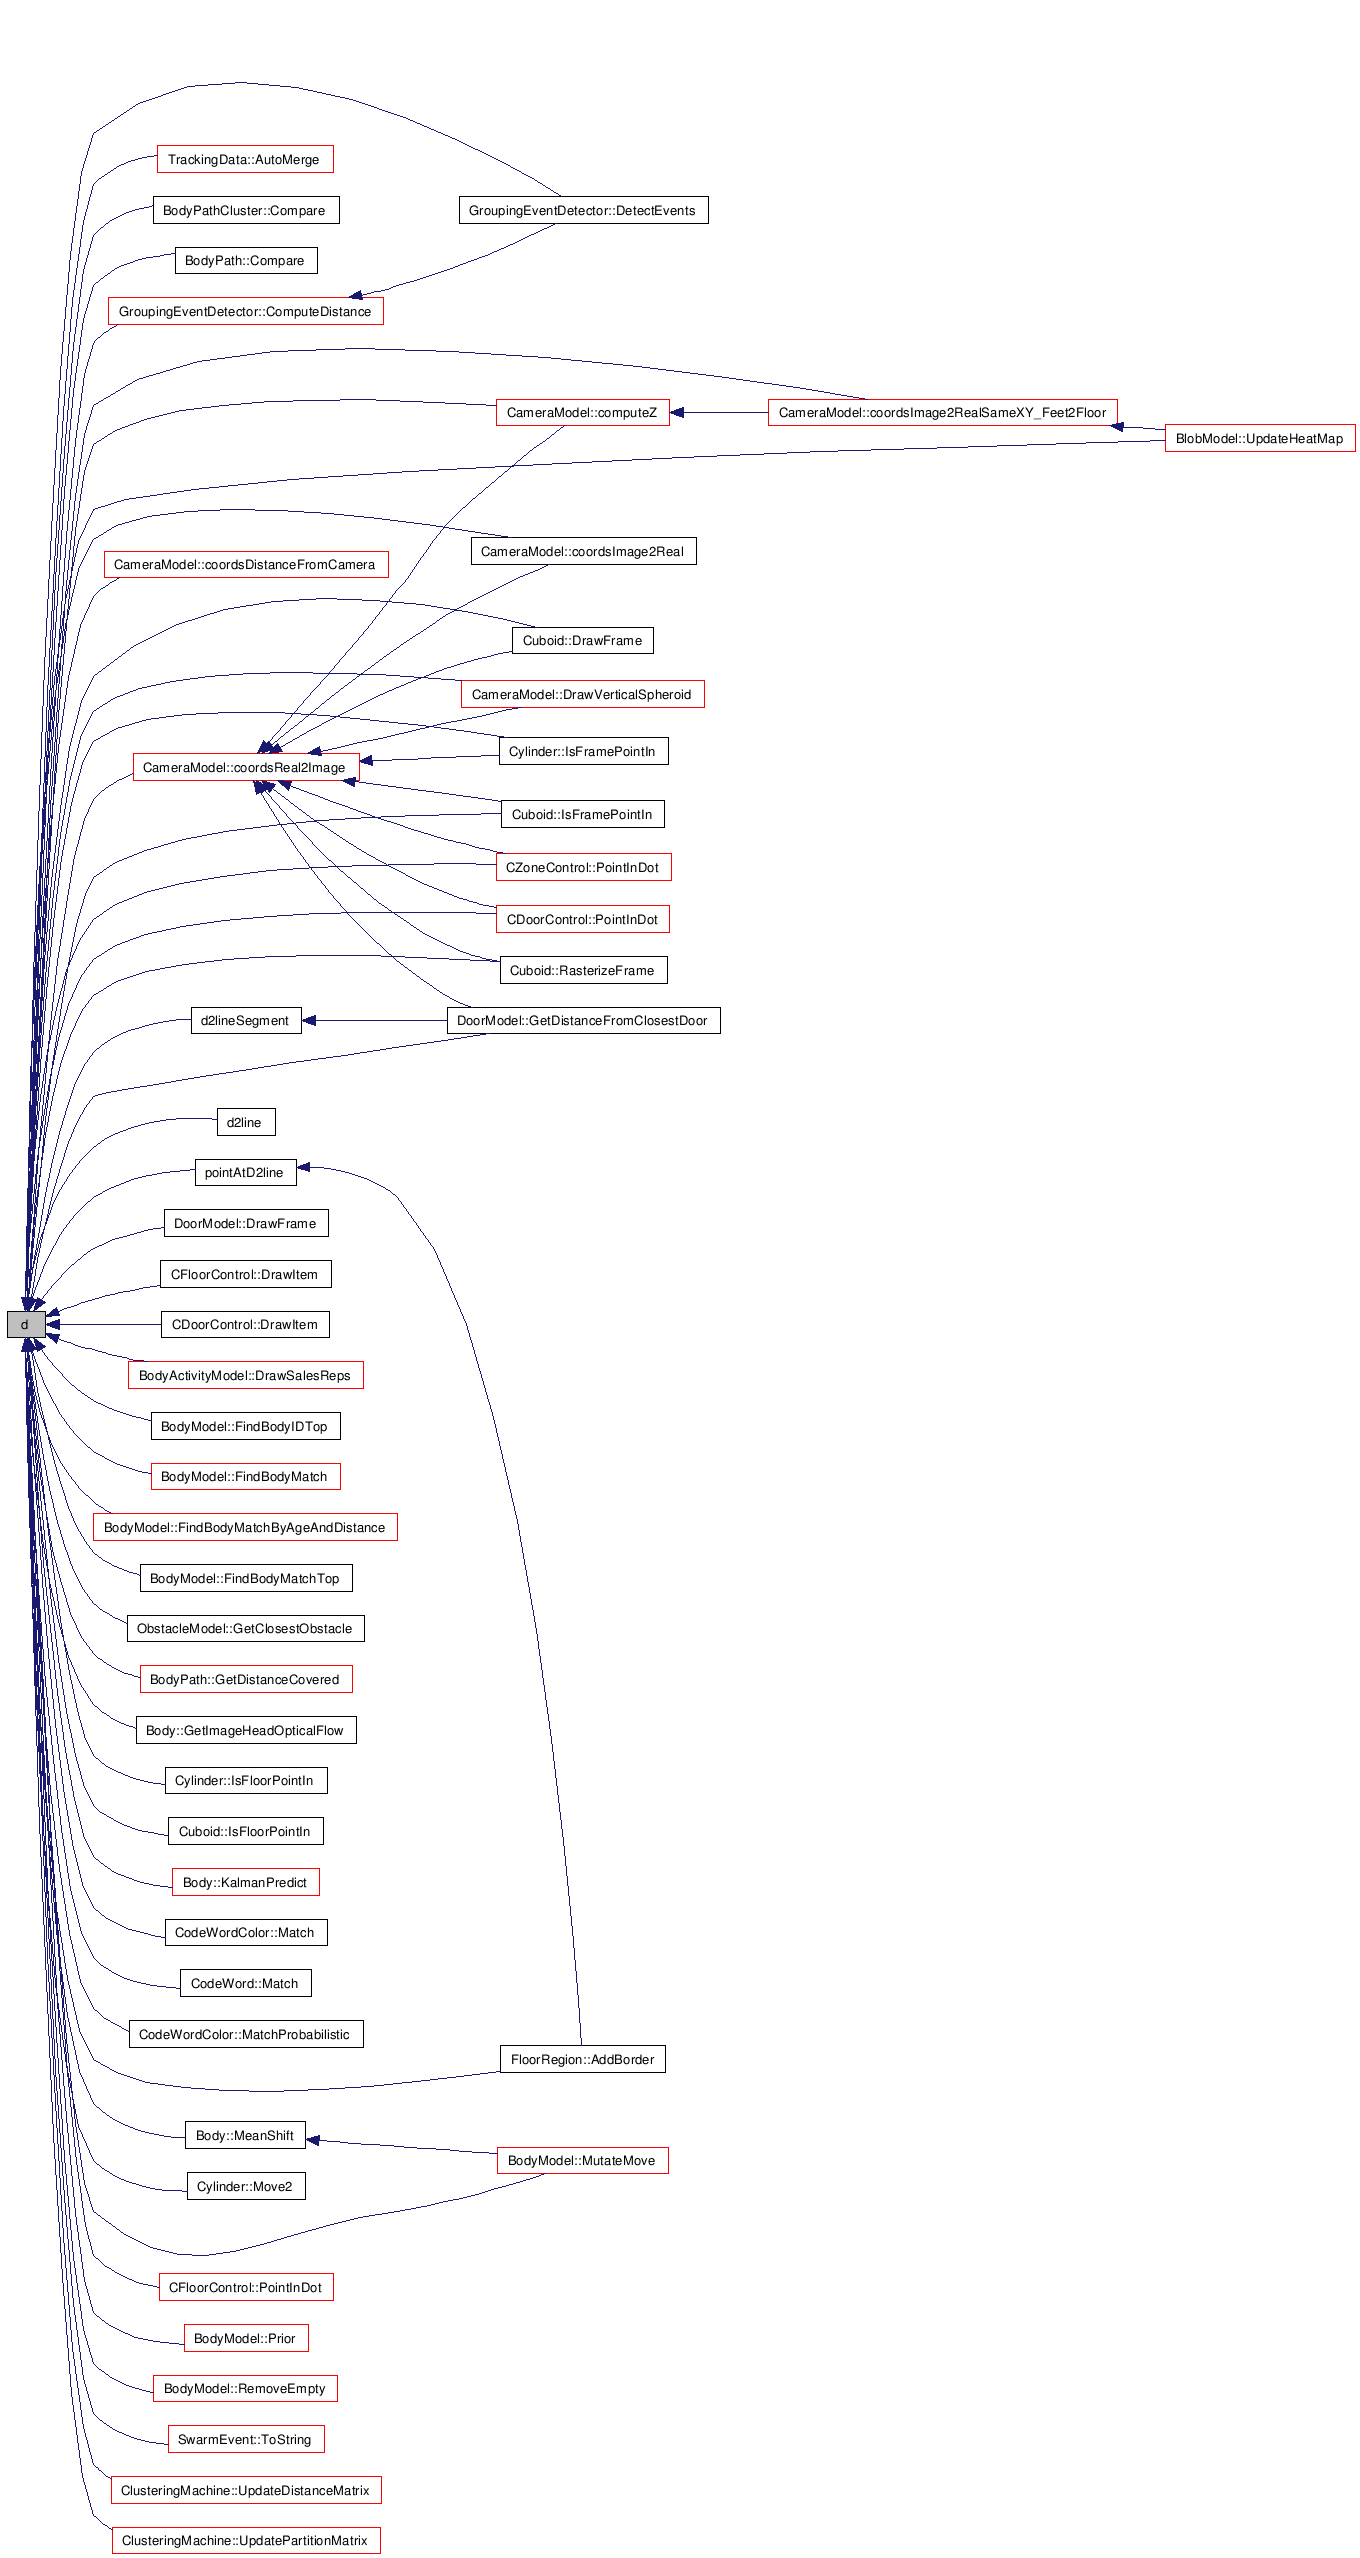 TrackingData::AutoMerge
BodyPathCluster::Compare
GroupingEventDetector::DetectEvents
BodyPath::Compare
GroupingEventDetector::ComputeDistance
CameraModel::computeZ
CameraModel::coordsImage2RealSameXY_Feet2Floor
BlobModel::UpdateHeatMap
CameraModel::coordsImage2Real
CameraModel::coordsDistanceFromCamera
Cuboid::DrawFrame
CameraModel::DrawVerticalSpheroid
Cylinder::IsFramePointIn
CameraModel::coordsReal2Image
Cuboid::IsFramePointIn
CZoneControl::PointInDot
CDoorControl::PointInDot
Cuboid::RasterizeFrame
d2lineSegment
DoorModel::GetDistanceFromClosestDoor
d2line
pointAtD2line
DoorModel::DrawFrame
CFloorControl::DrawItem
d
CDoorControl::DrawItem
BodyActivityModel::DrawSalesReps
BodyModel::FindBodyIDTop
BodyModel::FindBodyMatch
BodyModel::FindBodyMatchByAgeAndDistance
BodyModel::FindBodyMatchTop
ObstacleModel::GetClosestObstacle
BodyPath::GetDistanceCovered
Body::GetImageHeadOpticalFlow
Cylinder::IsFloorPointIn
Cuboid::IsFloorPointIn
Body::KalmanPredict
CodeWordColor::Match
CodeWord::Match
CodeWordColor::MatchProbabilistic
FloorRegion::AddBorder
Body::MeanShift
BodyModel::MutateMove
Cylinder::Move2
CFloorControl::PointInDot
BodyModel::Prior
BodyModel::RemoveEmpty
SwarmEvent::ToString
ClusteringMachine::UpdateDistanceMatrix
ClusteringMachine::UpdatePartitionMatrix